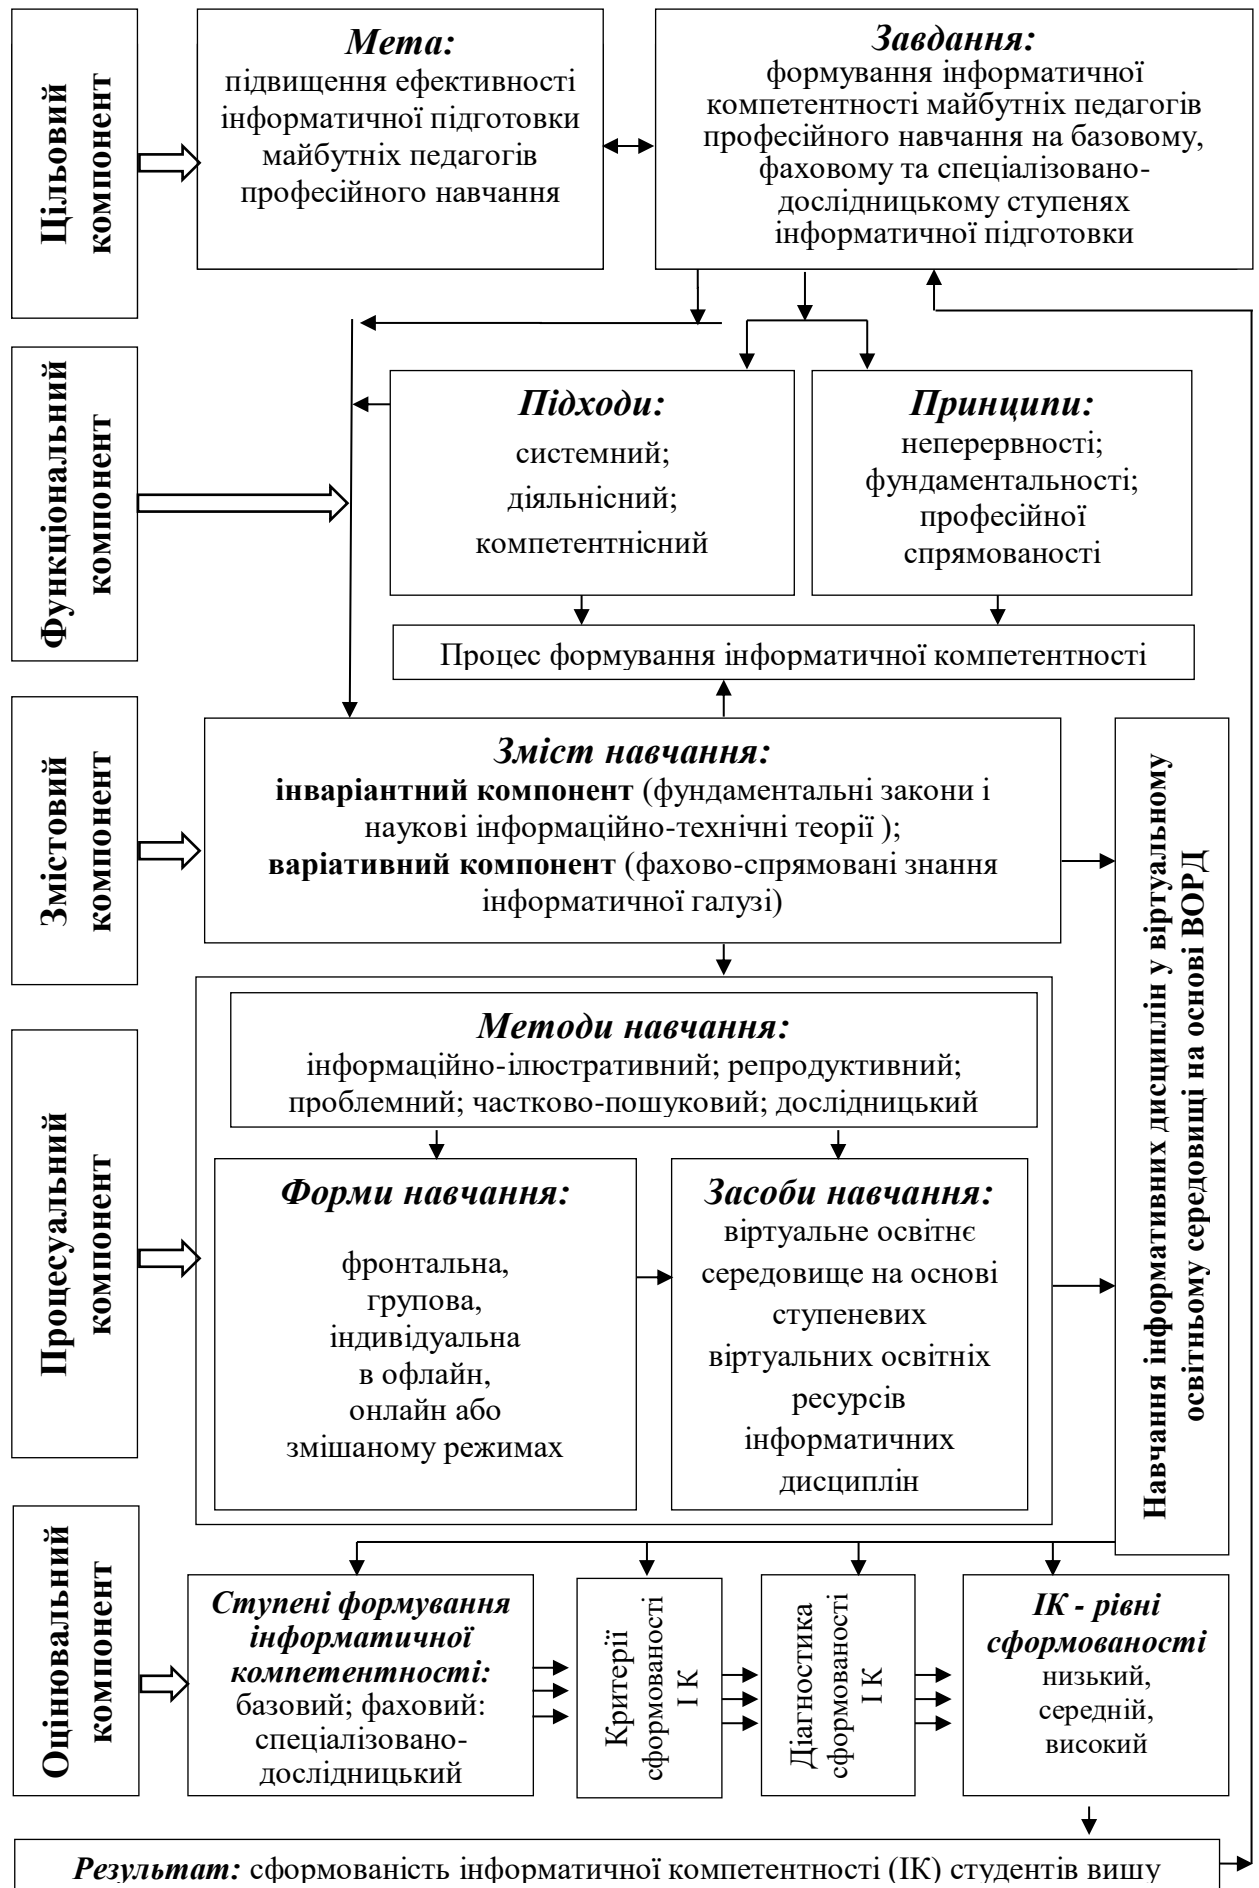 Цільовий
компонент
Мета:
підвищення ефективності
інформатичної підготовки
майбутніх педагогів
професійного навчання
Завдання:
формування інформатичної
компетентності майбутніх педагогів
професійного навчання на базовому,
фаховому та спеціалізовано-
дослідницькому ступенях
інформатичної підготовки
Функціональний
компонент
Підходи:
системний;
діяльнісний;
компетентнісний
Принципи:
неперервності;
фундаментальності;
професійної
спрямованості
Процес формування інформатичної компетентності
Змістовий
компонент
Зміст навчання:
інваріантний компонент (фундаментальні закони і
наукові інформаційно-технічні теорії );
варіативний компонент (фахово-спрямовані знання
інформатичної галузі)
Навчання інформативних дисциплін у віртуальному
освітньому середовищі на основі ВОРД
Процесуальний
компонент
Методи навчання:
інформаційно-ілюстративний; репродуктивний;
проблемний; частково-пошуковий; дослідницький
Форми навчання:
фронтальна,
групова,
індивідуальна
в офлайн,
онлайн або
змішаному режимах
Засоби навчання:
віртуальне освітнє
середовище на основі
ступеневих
віртуальних освітніх
ресурсів
інформатичних
дисциплін
Оцінювальний
компонент
Ступені формування
інформатичної
компетентності:
базовий; фаховий:
спеціалізовано-
дослідницький
Критерії
сформованості
І К
Діагностика
сформованості
І К
ІК - рівні
сформованості
низький,
середній,
високий
Результат: сформованість інформатичної компетентності (ІК) студентів вишу